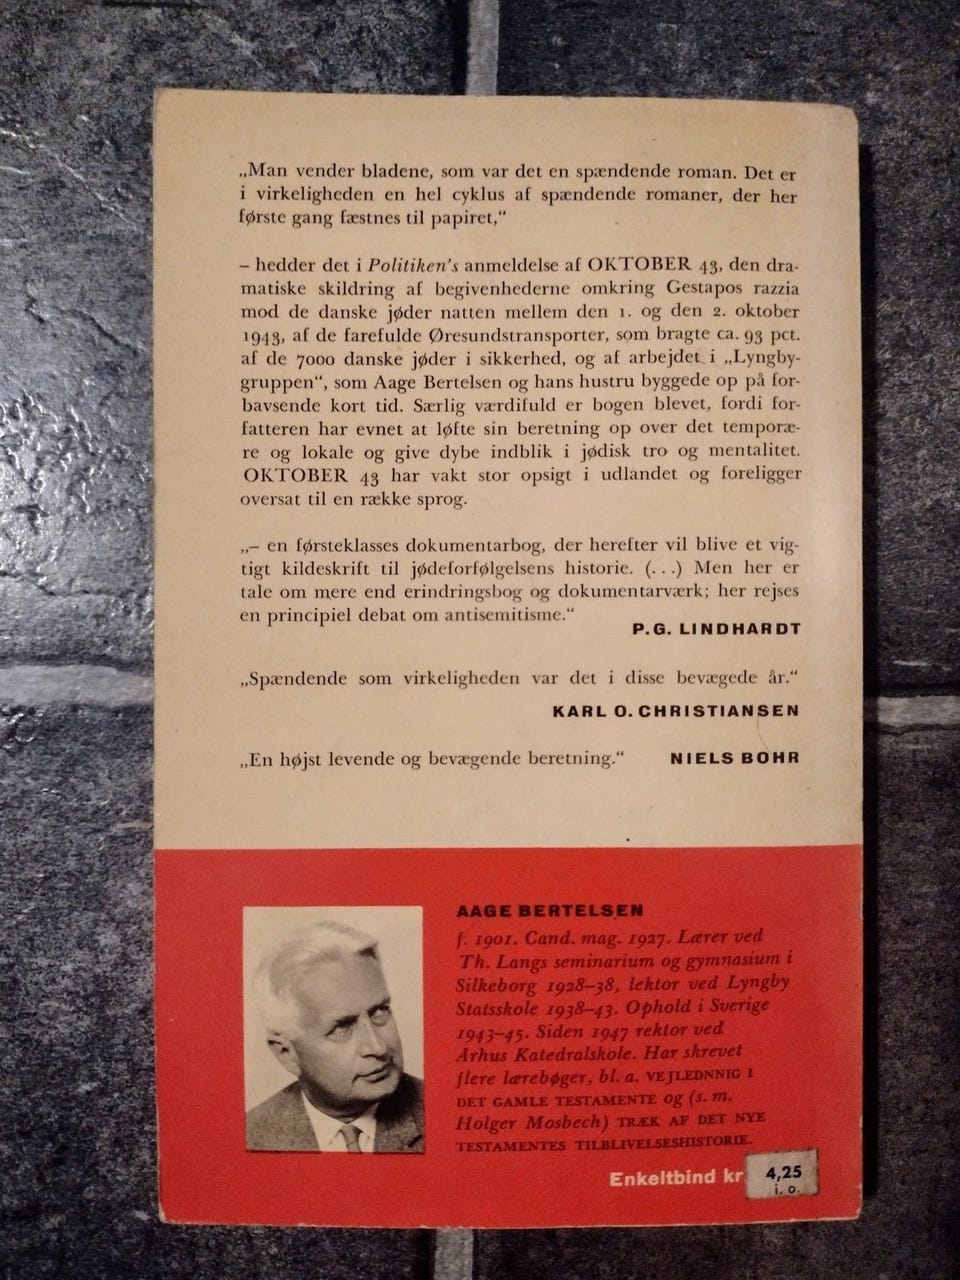 „Man vender bladene, som var det en spændende roman. Det er
i virkeligheden en hel cyklus af spændende romaner, der her
første gang fæstnes til papiret,“
– hedder det i Politiken's anmeldelse af OKTOBER 43, den dra-
matiske skildring af begivenhederne omkring Gestapos razzia
mod de danske jøder natten mellem den 1. og den 2. oktober
1943, af de farefulde Øresundstransporter, som bragte ca. 93 pct.
af de 7000 danske jøder i sikkerhed, og af arbejdet i „Lyngby-
gruppen“, som Aage Bertelsen og hans hustru byggede op på for-
bavsende kort tid. Særlig værdifuld er bogen blevet, fordi for-
fatteren har evnet at løfte sin beretning op over det temporæ-
re og lokale og give dybe indblik i jødisk tro og mentalitet.
OKTOBER 43 har vakt stor opsigt i udlandet og foreligger
oversat til en række sprog.
„– en førsteklasses dokumentarbog, der herefter vil blive et vig-
tigt kildeskrift til jødeforfølgelsens historie. (. . .) Men her er
tale om mere end erindringsbog og dokumentarværk; her rejses
en principiel debat om antisemitisme.“
P.G. LINDHARDT
„Spændende som virkeligheden var det i disse bevægede år.“
KARL O. CHRISTIANSEN
„En højst levende og bevægende beretning.“ NIELS BOHR
AAGE BERTELSEN
f. 1901. Cand. mag. 1927. Lærer ved
Th. Langs seminarium og gymnasium i
Silkeborg 1928–38, lektor ved Lyngby
Statsskole 1938–43. Ophold i Sverige
1943–45. Siden 1947 rektor ved
Århus Katedralskole. Har skrevet
flere lærebøger, bl. a. VEJLEDNNIG I
DET GAMLE TESTAMENTE og (s. m.
Holger Mosbech) TRÆK AF DET NYE
TESTAMENTES TILBLIVELSESHISTORIE.
Enkeltbind kr 4,25
i. o.